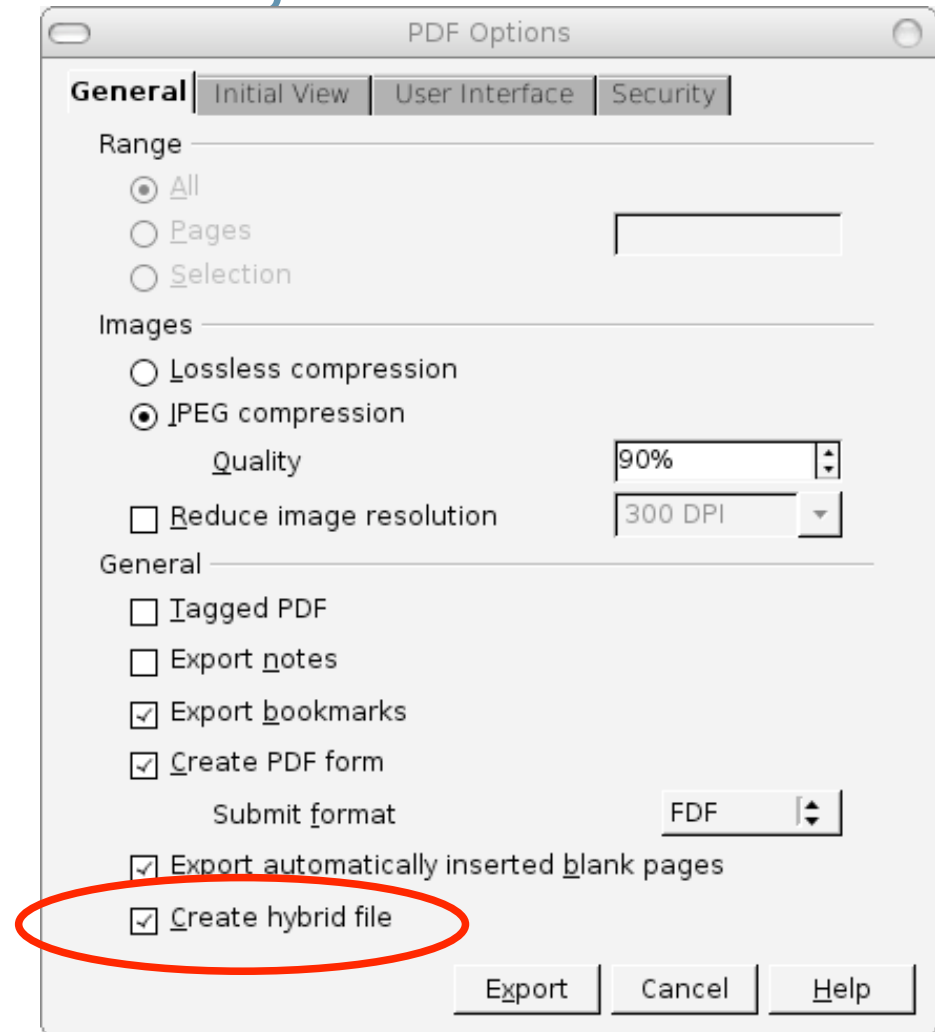 PDF Options
General Initial View User Interface Security
Range
All
Pages
Selection
Images
Lossless compression
JPEG compression
Quality 90%
Reduce image resolution 300 DPI
General
Tagged PDF
Export notes
Export bookmarks
Create PDF form
Submit format FDF
Export automatically inserted blank pages
Create hybrid file
Export Cancel Help